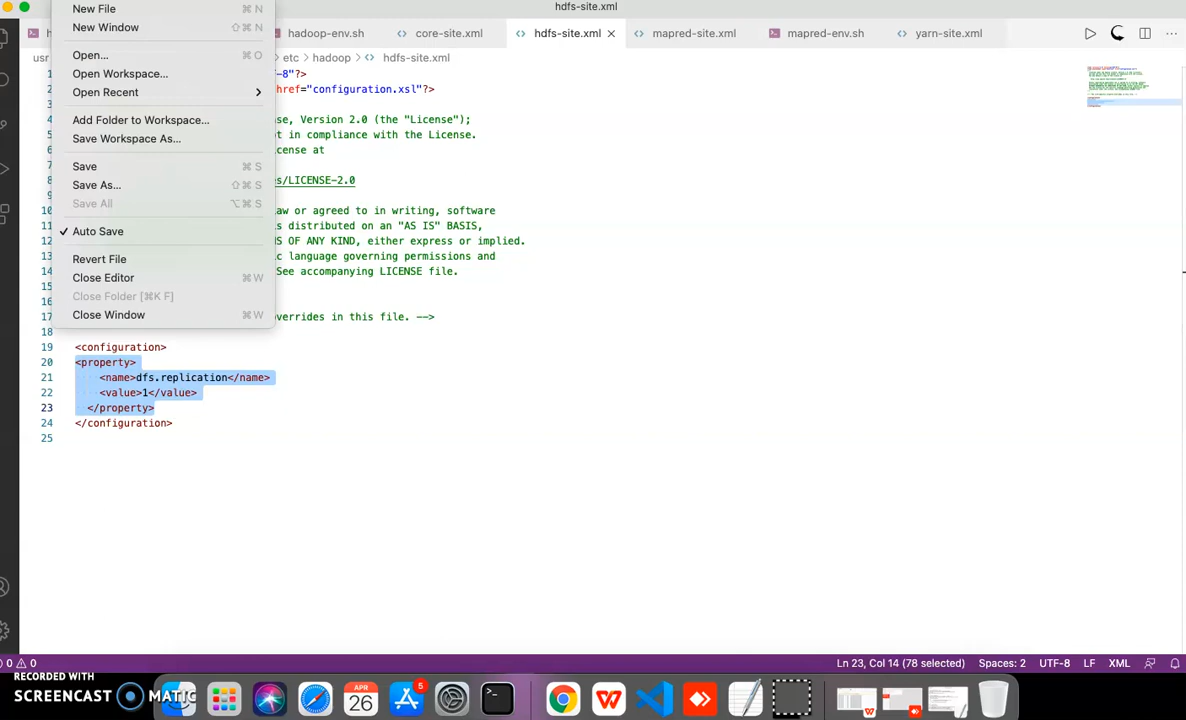 hdfs-site.xml
New File ⌘ N
New Window ⇧⌘ N
Open... ⌘ O
Open Workspace...
Open Recent
Add Folder to Workspace...
Save Workspace As...
Save ⌘ S
Save As... ⇧⌘ S
Save All ⌥⌘ S
✓ Auto Save
Revert File
Close Editor ⌘ W
Close Folder [⌘K F]
Close Window ⌘ W
hadoop-env.sh core-site.xml hdfs-site.xml mapred-site.xml mapred-env.sh yarn-site.xml
usr etc > hadoop > hdfs-site.xml
1 -8"?>
2 href="configuration.xsl"?>
4 se, Version 2.0 (the "License");
5 t in compliance with the License.
6 cense at
7
8 s/LICENSE-2.0
9
10 aw or agreed to in writing, software
11 s distributed on an "AS IS" BASIS,
12 S OF ANY KIND, either express or implied.
13 c language governing permissions and
14 See accompanying LICENSE file.
15
16
17 verrides in this file. -->
18
19 <configuration>
20 <property>
21 <name>dfs.replication</name>
22 <value>1</value>
23 </property>
24 </configuration>
25
0 0 Ln 23, Col 14 (78 selected) Spaces: 2 UTF-8 LF XML
RECORDED WITH
SCREENCAST MATIC
APR
26
5